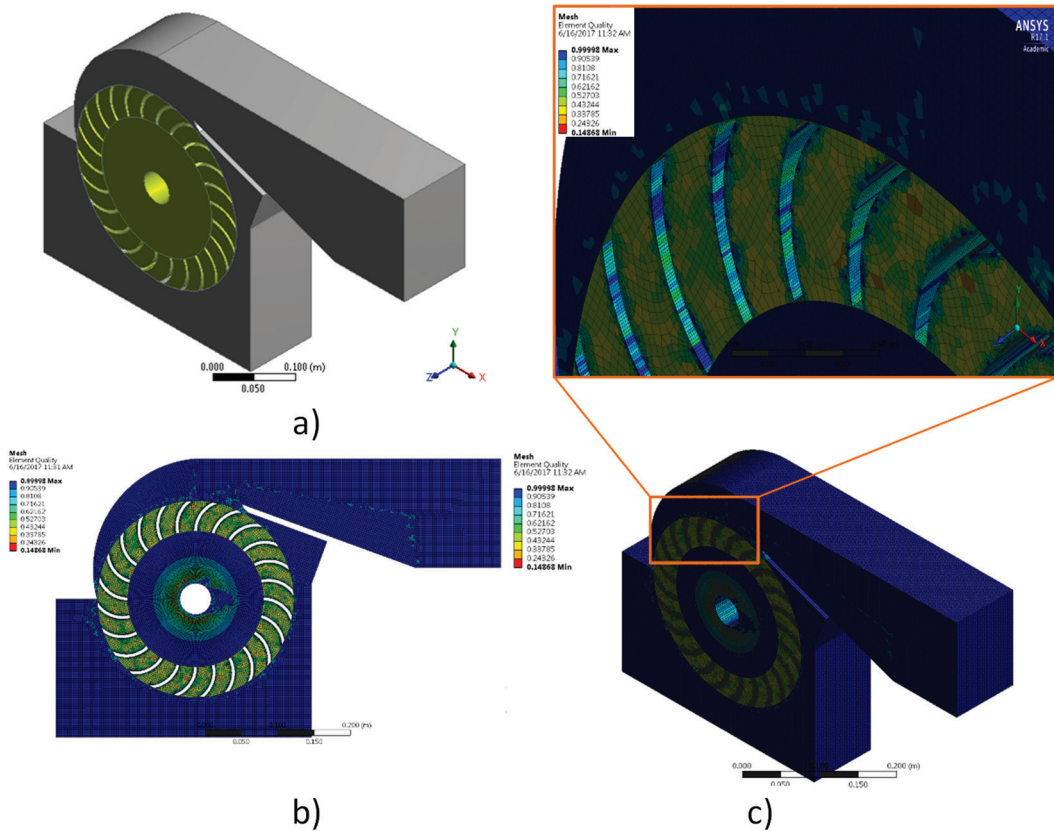 0.000
0.100 (m)
0.050
Y
Z
X
a)
Mesh
Element Quality
6/16/2017 11:32 AM
0.99998 Max
0.90539
0.8108
0.71621
0.62162
0.52703
0.43244
0.33785
0.24326
0.14868 Min
ANSYS
R17.1
Academic
Y
X
Mesh
Element Quality
6/16/2017 11:31 AM
0.99998 Max
0.90539
0.8108
0.71621
0.62162
0.52703
0.43244
0.33785
0.24326
0.14868 Min
0.000
0.100
0.200 (m)
0.050
0.150
b)
Mesh
Element Quality
6/16/2017 11:32 AM
0.99998 Max
0.90539
0.8108
0.71621
0.62162
0.52703
0.43244
0.33785
0.24326
0.14868 Min
0.000
0.100
0.200 (m)
0.050
0.150
c)